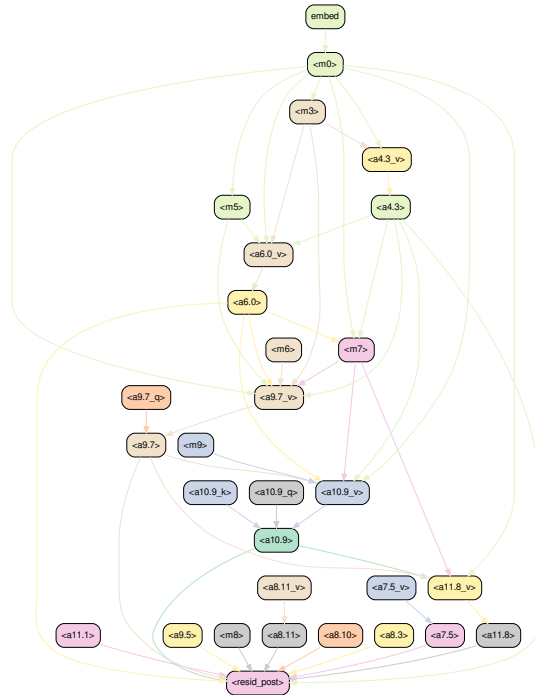 embed
<m0>
<m3>
<a4.3_v>
<m5>
<a4.3>
<a6.0_v>
<a6.0>
<m6>
<m7>
<a9.7_q>
<a9.7_v>
<a9.7>
<m9>
<a10.9_k>
<a10.9_q>
<a10.9_v>
<a10.9>
<a8.11_v>
<a7.5_v>
<a11.8_v>
<a11.1>
<a9.5>
<m8>
<a8.11>
<a8.10>
<a8.3>
<a7.5>
<a11.8>
<resid_post>